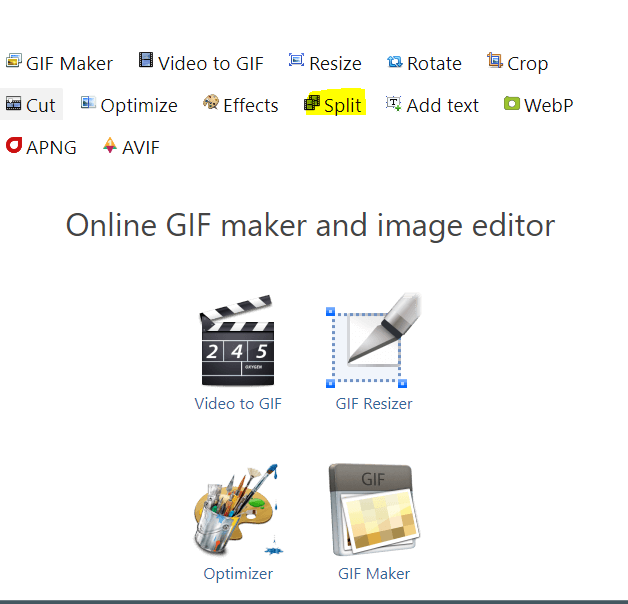 GIF Maker Video to GIF Resize Rotate Crop
Cut Optimize Effects Split Add text WebP
APNG AVIF
Online GIF maker and image editor
2 4 5
OXYGEN
Video to GIF GIF Resizer
GIF
Optimizer GIF Maker